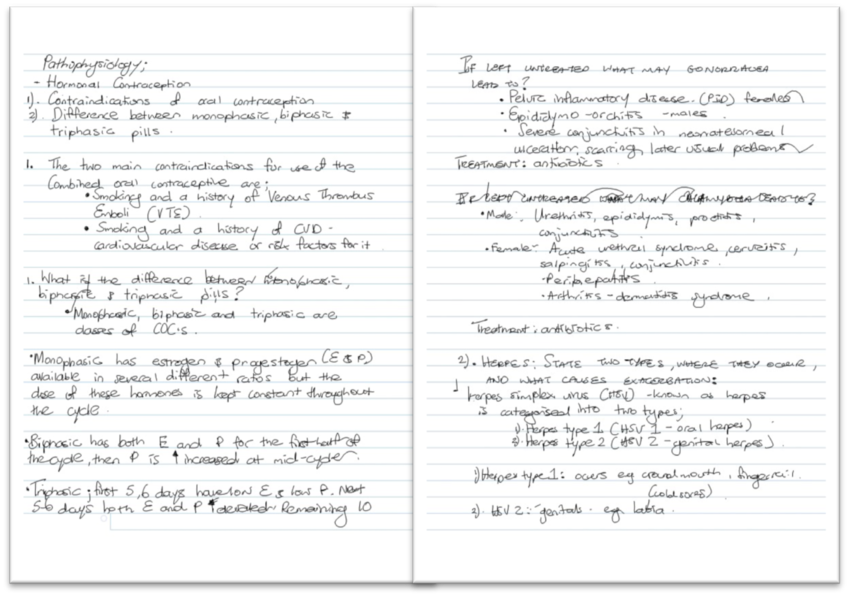 Pathophysiology;
- Hormonal Contraception
1). Contraindications of oral contraception
2). Difference between monophasic, biphasic &
triphasic pills.
1. The two main contraindications for use of the
Combined oral contraceptive are;
• Smoking and a history of Venous Thrombus
Emboli (VTE).
• Smoking and a history of CVD -
cardiovascular disease or risk factors for it
1. What is the difference between Monophasic,
biphasic & triphasic pills?
• Monophasic, biphasic and triphasic are
classes of COC's.
• Monophasic has estrogen & progestogen (E & P)
available in several different ratios but the
dose of these hormones is kept constant throughout
the cycle.
• Biphasic has both E and P for the first half of
the cycle, then P is ↑ increased at mid-cycle.
• Triphasic; first 5,6 days have low E & low P. Next
5-6 days both E and P ↑ elevated. Remaining 10
IF LEFT UNTREATED WHAT MAY GONORRHAEA
LEAD TO?
• Pelvic inflammatory disease. (PID) females
• Epididymo-orchitis - males
• Severe conjunctivitis in
ulceration, scarring, later visual problems
TREATMENT: antibiotics.
IF LEFT UNTREATED WHAT MAY CHLAMYDIA LEAD TO?
• Male: Urethritis, epididymis, proctitis,
conjunctivitis
• Female: Acute urethral syndrome, cervicitis,
salpingitis, conjunctivitis.
• Perihepatitis
• Arthritis - dermatitis syndrome.
Treatment: antibiotics.
2). HERPES: STATE TWO TYPES, WHERE THEY OCCUR,
AND WHAT CAUSES EXACERBATION:
herpes simplex virus (HSV) - known as herpes
is categorised into two types;
1). Herpes type 1 (HSV 1 - oral herpes)
2). Herpes type 2 (HSV 2 - genital herpes).
1) Herpes type 1: occurs eg around mouth, fingernail.
(cold sores)
2). HSV 2: genitals. eg. labia.